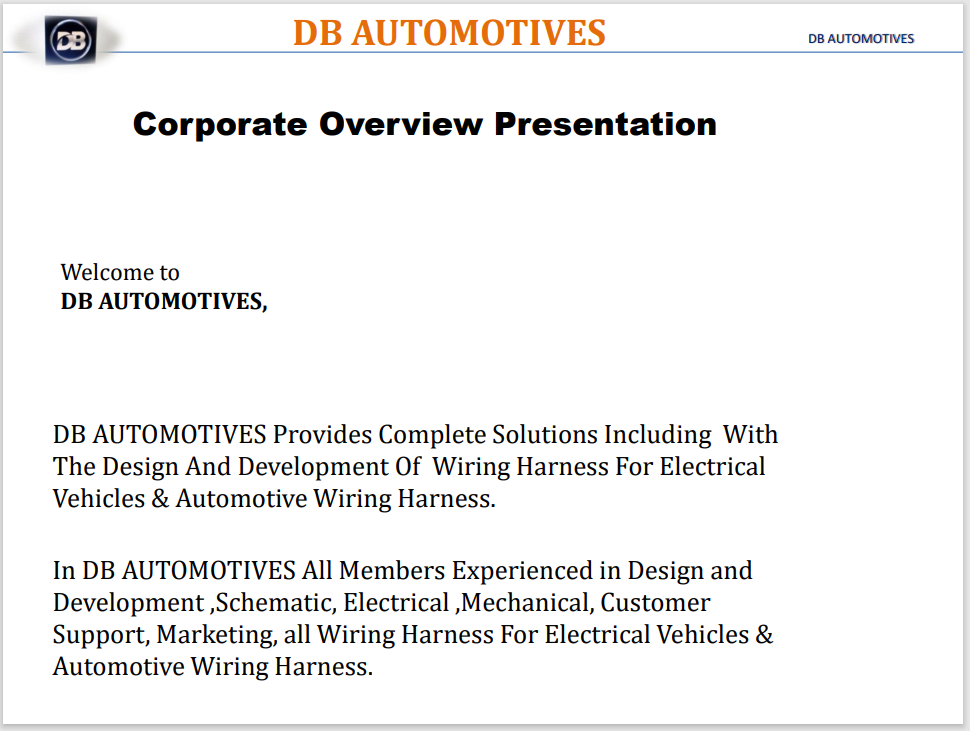 DB
DB AUTOMOTIVES
DB AUTOMOTIVES
Corporate Overview Presentation
Welcome to
DB AUTOMOTIVES,
DB AUTOMOTIVES Provides Complete Solutions Including  With
The Design And Development Of  Wiring Harness For Electrical
Vehicles & Automotive Wiring Harness.
In DB AUTOMOTIVES All Members Experienced in Design and
Development ,Schematic, Electrical ,Mechanical, Customer
Support, Marketing, all Wiring Harness For Electrical Vehicles &
Automotive Wiring Harness.